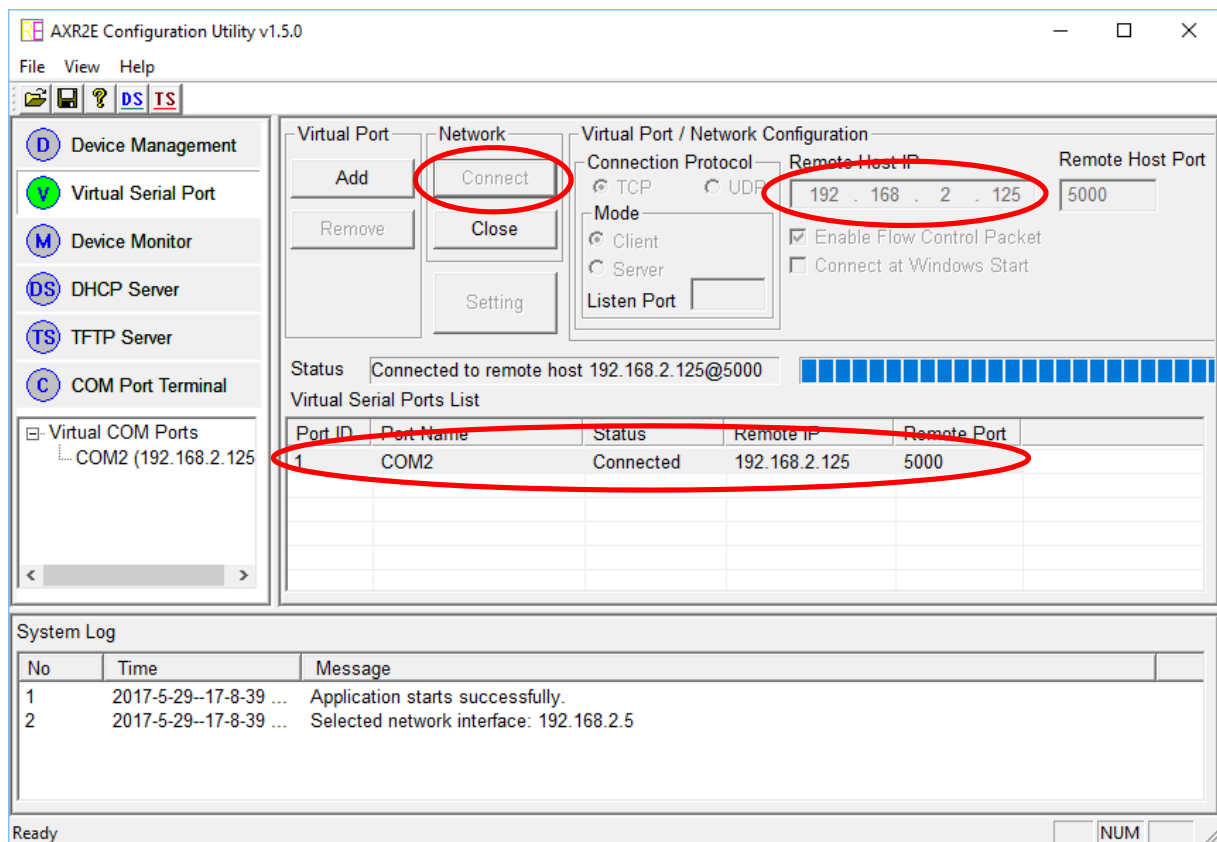 RE AXR2E Configuration Utility v1.5.0
File View Help
DS TS
D Device Management
V Virtual Serial Port
M Device Monitor
DS DHCP Server
TS TFTP Server
C COM Port Terminal
Virtual COM Ports
COM2 (192.168.2.125
Virtual Port
Add
Remove
Network
Connect
Close
Setting
Virtual Port / Network Configuration
Connection Protocol
TCP UDP
Mode
Client
Server
Listen Port
Remote Host IP
192 . 168 . 2 . 125
Remote Host Port
5000
Enable Flow Control Packet
Connect at Windows Start
Status Connected to remote host 192.168.2.125@5000
Virtual Serial Ports List
Port ID Port Name Status Remote IP Remote Port
1 COM2 Connected 192.168.2.125 5000
System Log
No Time Message
1 2017-5-29--17-8-39 ... Application starts successfully.
2 2017-5-29--17-8-39 ... Selected network interface: 192.168.2.5
Ready NUM